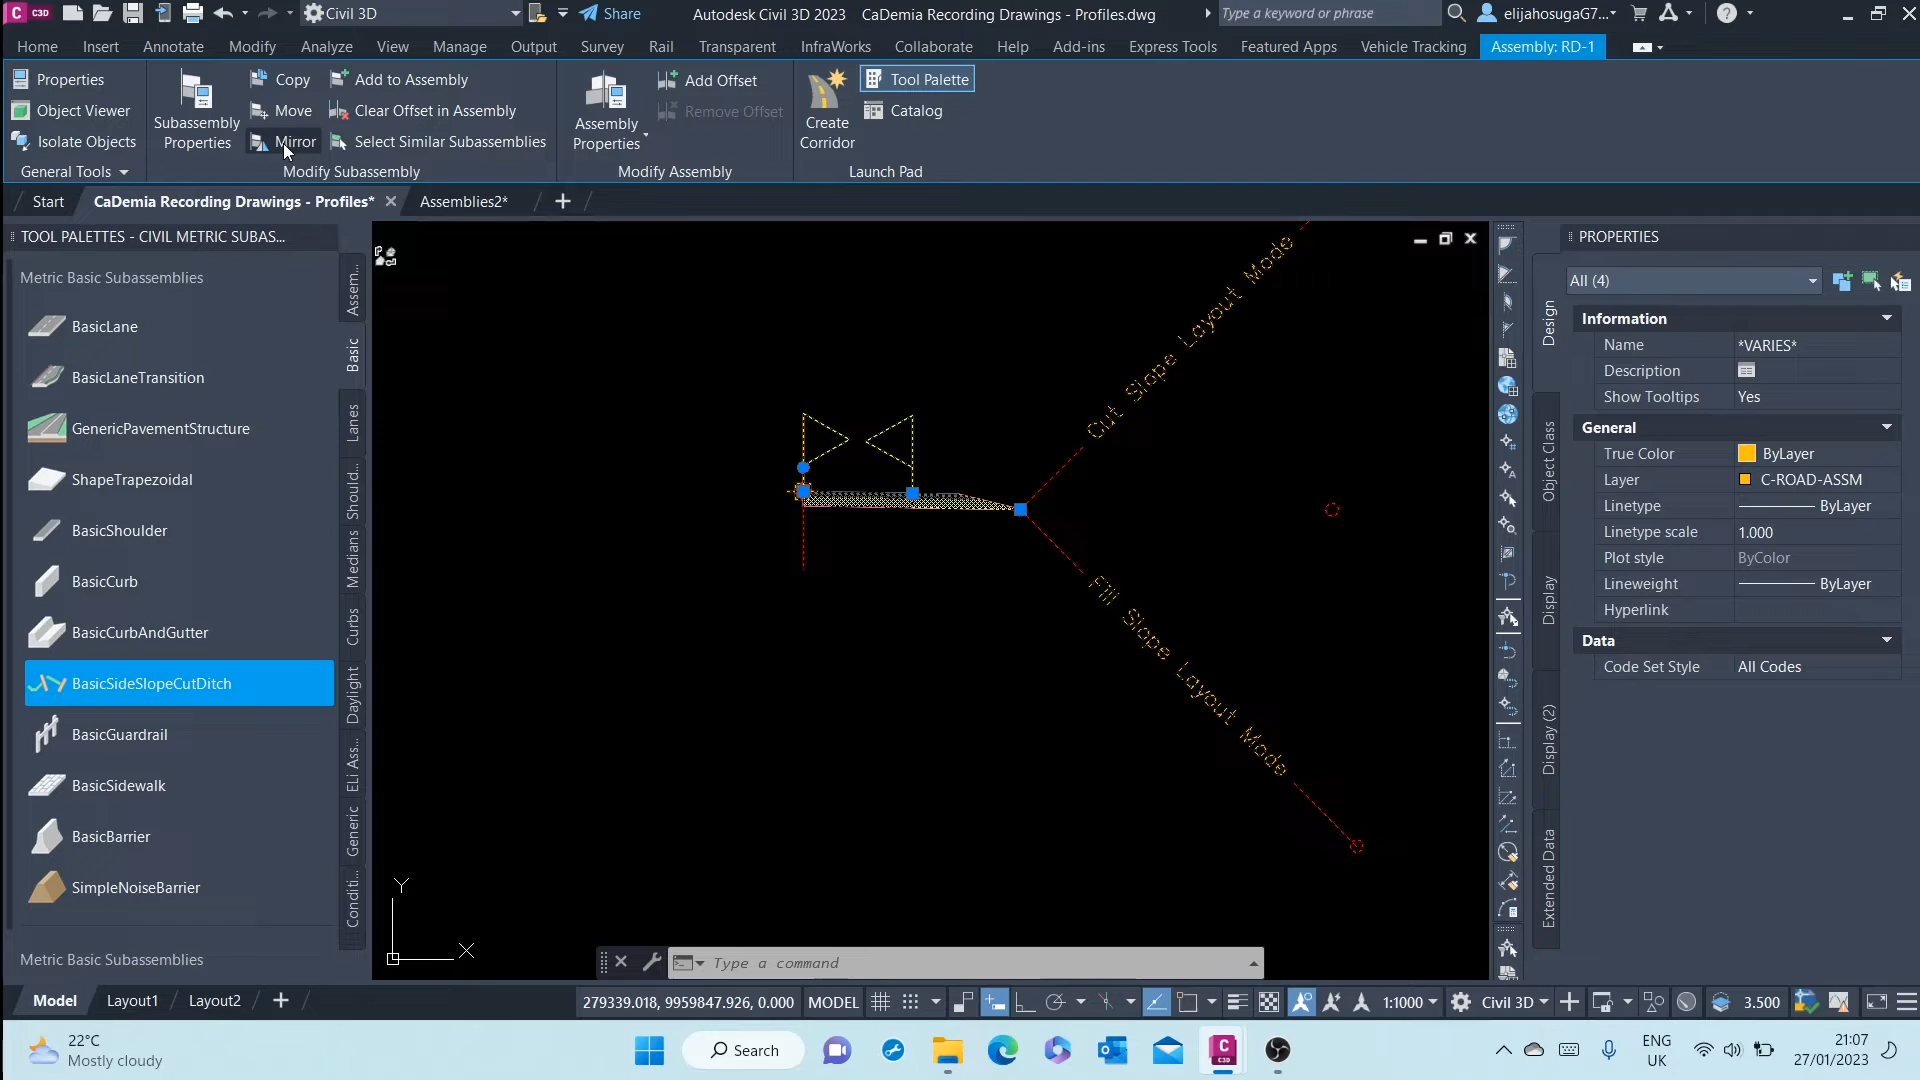 C3D
Civil 3D
Share
Autodesk Civil 3D 2023
CaDemia Recording Drawings - Profiles.dwg
Type a keyword or phrase
elijahosugaG7...
Home
Insert
Annotate
Modify
Analyze
View
Manage
Output
Survey
Rail
Transparent
InfraWorks
Collaborate
Help
Add-ins
Express Tools
Featured Apps
Vehicle Tracking
Assembly: RD-1
Properties
Object Viewer
Isolate Objects
General Tools
Subassembly
Properties
Copy
Move
Mirror
Add to Assembly
Clear Offset in Assembly
Select Similar Subassemblies
Modify Subassembly
Assembly
Properties
Add Offset
Remove Offset
Modify Assembly
Create
Corridor
Tool Palette
Catalog
Launch Pad
Start
CaDemia Recording Drawings - Profiles*
Assemblies2*
TOOL PALETTES - CIVIL METRIC SUBAS...
Metric Basic Subassemblies
BasicLane
BasicLaneTransition
GenericPavementStructure
ShapeTrapezoidal
BasicShoulder
BasicCurb
BasicCurbAndGutter
BasicSideSlopeCutDitch
BasicGuardrail
BasicSidewalk
BasicBarrier
SimpleNoiseBarrier
Metric Basic Subassemblies
Assem...
Basic
Lanes
Should...
Medians
Curbs
Daylight
ELi Ass...
Generic
Conditi...
Cut Slope Layout Mode
Fill Slope Layout Mode
Y
X
Type a command
PROPERTIES
All (4)
Design
Object Class
Display
Display (2)
Extended Data
Information
Name *VARIES*
Description
Show Tooltips Yes
General
True Color ByLayer
Layer C-ROAD-ASSM
Linetype ByLayer
Linetype scale 1.000
Plot style ByColor
Lineweight ByLayer
Hyperlink
Data
Code Set Style All Codes
Model
Layout1
Layout2
279339.018, 9959847.926, 0.000
MODEL
1:1000
Civil 3D
3.500
22°C
Mostly cloudy
Search
C
C3D
ENG
UK
21:07
27/01/2023